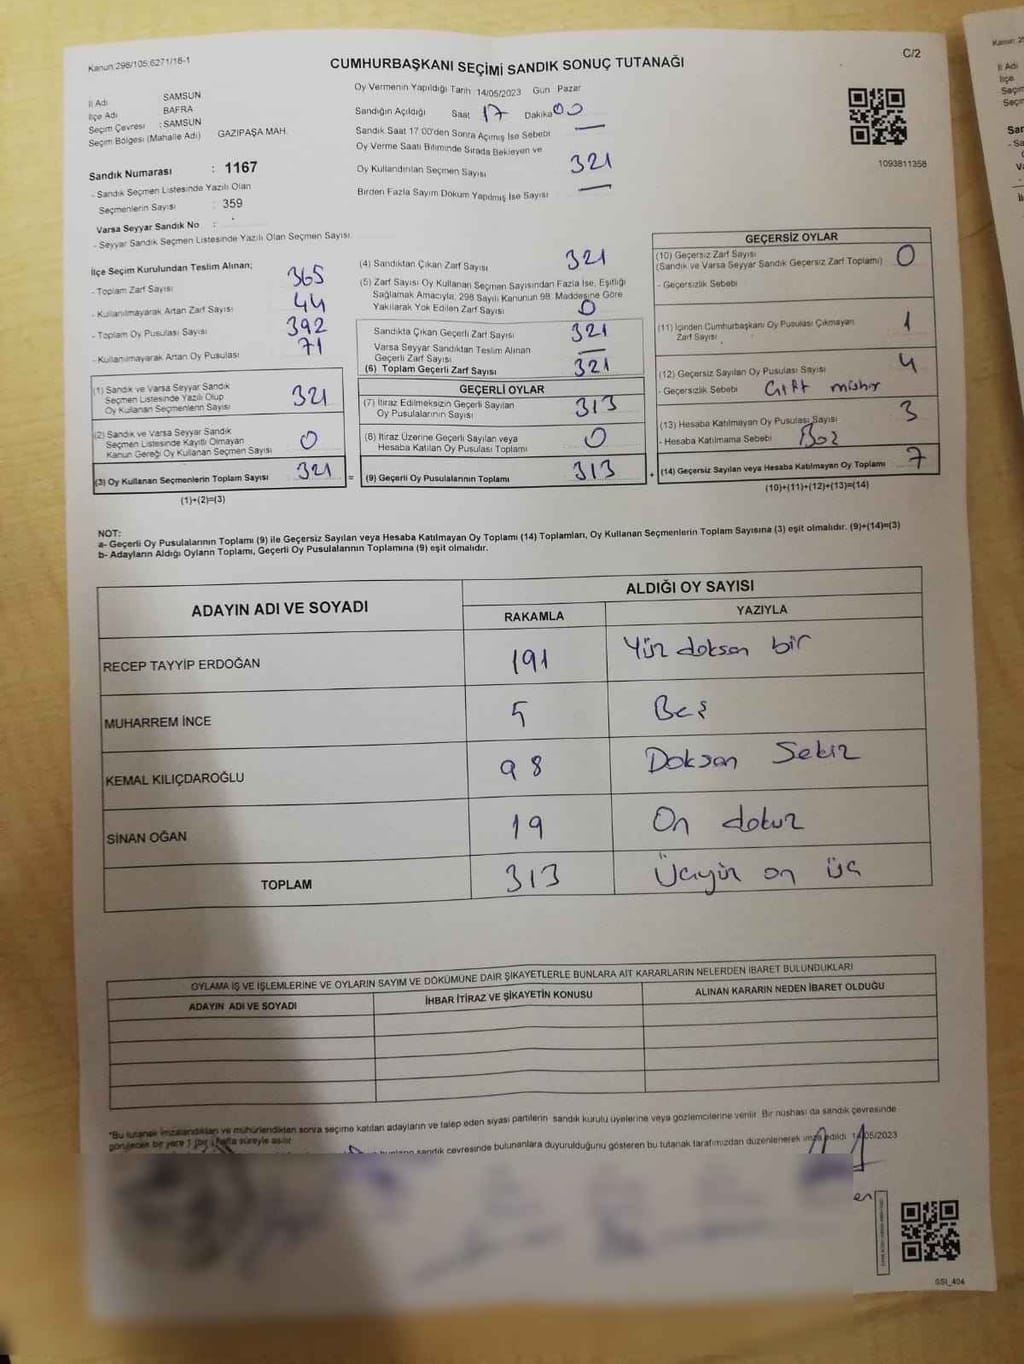 Kanun:298/105;6271/18-1
CUMHURBAŞKANI SEÇİMİ SANDIK SONUÇ TUTANAĞI
C/2
İl Adı SAMSUN
İlçe Adı BAFRA
Seçim Çevresi : SAMSUN
Seçim Bölgesi (Mahalle Adı) GAZİPAŞA MAH.
Sandık Numarası : 1167
- Sandık Seçmen Listesinde Yazılı Olan
Seçmenlerin Sayısı : 359
Varsa Seyyar Sandık No :
- Seyyar Sandık Seçmen Listesinde Yazılı Olan Seçmen Sayısı
Oy Vermenin Yapıldığı Tarih 14/05/2023 Gün Pazar
Sandığın Açıldığı Saat 17 Dakika 00
Sandık Saat 17:00'den Sonra Açılmış İse Sebebi —
Oy Verme Saati Bitiminde Sırada Bekleyen ve
Oy Kullandırılan Seçmen Sayısı 321
Birden Fazla Sayım Döküm Yapılmış İse Sayısı —
1093811358
İlçe Seçim Kurulundan Teslim Alınan;
- Toplam Zarf Sayısı 365
- Kullanılmayarak Artan Zarf Sayısı 44
- Toplam Oy Pusulası Sayısı 392
- Kullanılmayarak Artan Oy Pusulası 71
(1) Sandık ve Varsa Seyyar Sandık
Seçmen Listesinde Yazılı Olup
Oy Kullanan Seçmenlerin Sayısı 321
(2) Sandık ve Varsa Seyyar Sandık
Seçmen Listesinde Kayıtlı Olmayan
Kanun Gereği Oy Kullanan Seçmen Sayısı 0
(3) Oy Kullanan Seçmenlerin Toplam Sayısı 321
(1)+(2)=(3)
(4) Sandıktan Çıkan Zarf Sayısı 321
(5) Zarf Sayısı Oy Kullanan Seçmen Sayısından Fazla İse, Eşitliği
Sağlamak Amacıyla; 298 Sayılı Kanunun 98. Maddesine Göre
Yakılarak Yok Edilen Zarf Sayısı 0
Sandıkta Çıkan Geçerli Zarf Sayısı 321
Varsa Seyyar Sandıktan Teslim Alınan
Geçerli Zarf Sayısı —
(6) Toplam Geçerli Zarf Sayısı 321
GEÇERLİ OYLAR
(7) İtiraz Edilmeksizin Geçerli Sayılan
Oy Pusulalarının Sayısı 313
(8) İtiraz Üzerine Geçerli Sayılan veya
Hesaba Katılan Oy Pusulası Toplamı 0
= (9) Geçerli Oy Pusulalarının Toplamı 313
GEÇERSİZ OYLAR
(10) Geçersiz Zarf Sayısı
(Sandık ve Varsa Seyyar Sandık Geçersiz Zarf Toplamı) 0
- Geçersizlik Sebebi
(11) İçinden Cumhurbaşkanı Oy Pusulası Çıkmayan
Zarf Sayısı 1
(12) Geçersiz Sayılan Oy Pusulası Sayısı 4
- Geçersizlik Sebebi Çift mühür
(13) Hesaba Katılmayan Oy Pusulası Sayısı 3
- Hesaba Katılmama Sebebi Boz
+ (14) Geçersiz Sayılan veya Hesaba Katılmayan Oy Toplamı 7
(10)+(11)+(12)+(13)=(14)
NOT:
a- Geçerli Oy Pusulalarının Toplamı (9) ile Geçersiz Sayılan veya Hesaba Katılmayan Oy Toplamı (14) Toplamları, Oy Kullanan Seçmenlerin Toplam Sayısına (3) eşit olmalıdır. (9)+(14)=(3)
b- Adayların Aldığı Oyların Toplamı, Geçerli Oy Pusulalarının Toplamına (9) eşit olmalıdır.
ADAYIN ADI VE SOYADI
ALDIĞI OY SAYISI
RAKAMLA YAZIYLA
RECEP TAYYİP ERDOĞAN 191 Yüz doksan bir
MUHARREM İNCE 5 Beş
KEMAL KILIÇDAROĞLU 98 Doksan Sekiz
SİNAN OĞAN 19 On dokuz
TOPLAM 313 Üçyüz on üç
OYLAMA İŞ VE İŞLEMLERİNE VE OYLARIN SAYIM VE DÖKÜMÜNE DAİR ŞİKAYETLERLE BUNLARA AİT KARARLARIN NELERDEN İBARET BULUNDUKLARI
ADAYIN ADI VE SOYADI İHBAR İTİRAZ VE ŞİKAYETİN KONUSU ALINAN KARARIN NEDEN İBARET OLDUĞU
*Bu tutanak imzalandıktan ve mühürlendikten sonra seçime katılan adayların ve talep eden siyasi partilerin sandık kurulu üyelerine veya gözlemcilerine verilir. Bir nüshası da sandık çevresinde
görülecek bir yere 1 (bir) hafta süreyle asılır.
sandık çevresinde bulunanlara duyurulduğunu gösteren bu tutanak tarafımızdan düzenlenerek imza edildi. 14/05/2023
GSI_404